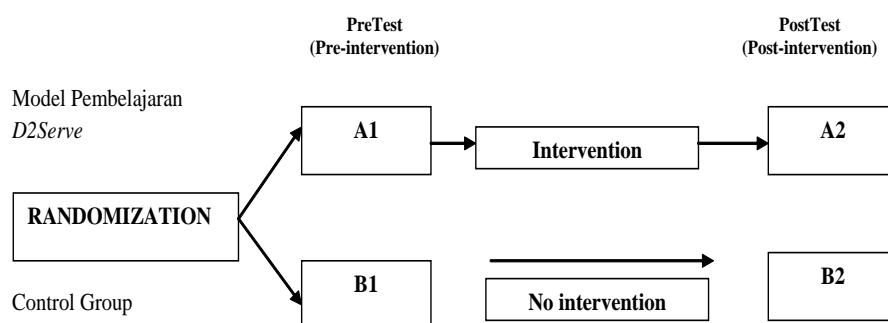 PreTest
(Pre-intervention)
PostTest
(Post-intervention)
Model Pembelajaran
D2Serve
A1
Intervention
A2
RANDOMIZATION
B1
No intervention
B2
Control Group